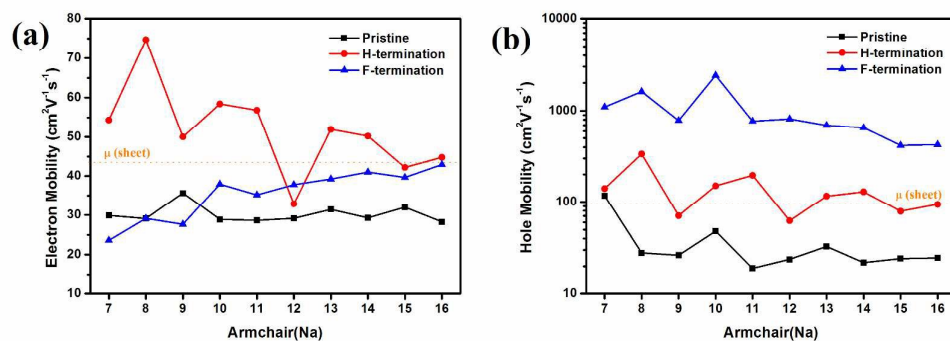 (a)
Electron Mobility (cm²V⁻¹s⁻¹)
80
70
60
50
40
30
20
10
Pristine
H-termination
F-termination
μ (sheet)
7 8 9 10 11 12 13 14 15 16
Armchair(Na)
(b)
Hole Mobility (cm²V⁻¹s⁻¹)
10000
1000
100
10
Pristine
H-termination
F-termination
μ (sheet)
7 8 9 10 11 12 13 14 15 16
Armchair(Na)